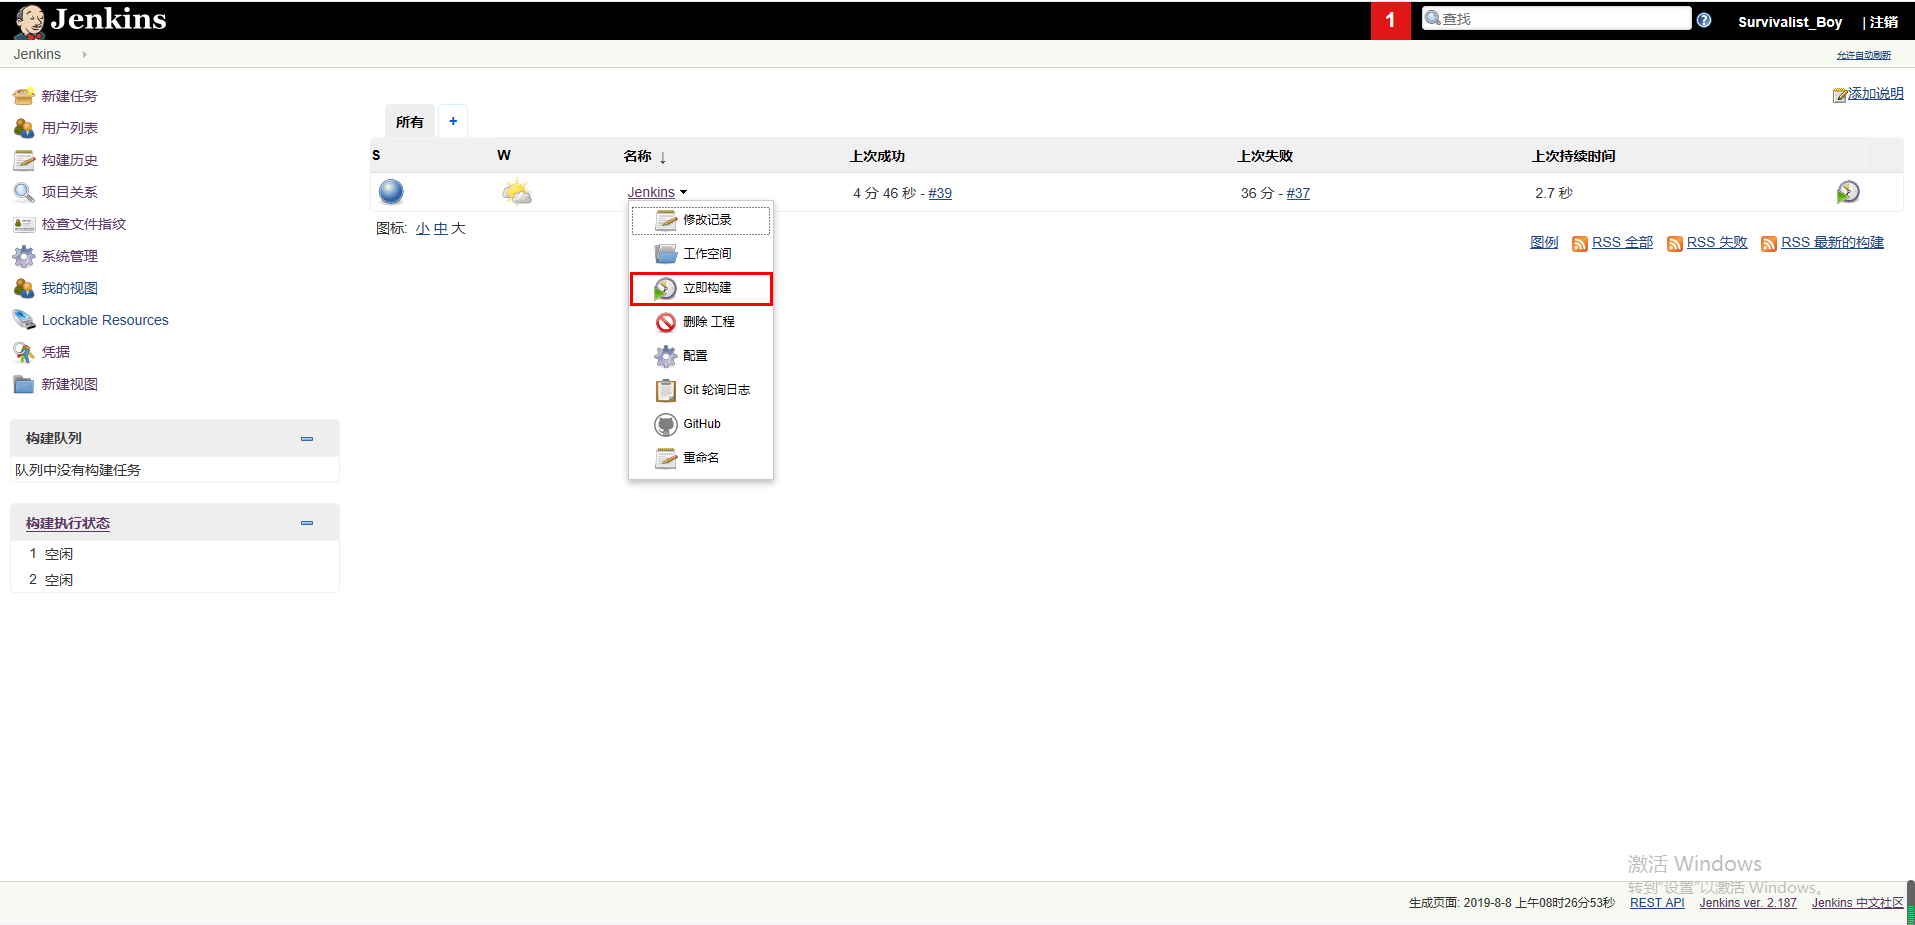 Jenkins
1
查找
Survivalist_Boy
| 注销
Jenkins
允许自动刷新
新建任务
用户列表
构建历史
项目关系
检查文件指纹
系统管理
我的视图
Lockable Resources
凭据
新建视图
构建队列
队列中没有构建任务
构建执行状态
1 空闲
2 空闲
添加说明
所有 +
S W 名称 ↓ 上次成功 上次失败 上次持续时间
Jenkins 4 分 46 秒 - #39 36 分 - #37 2.7 秒
图标: 小 中 大
修改记录
工作空间
立即构建
删除 工程
配置
Git 轮询日志
GitHub
重命名
图例 RSS 全部 RSS 失败 RSS 最新的构建
激活 Windows
转到"设置"以激活 Windows。
生成页面: 2019-8-8 上午08时26分53秒 REST API Jenkins ver. 2.187 Jenkins 中文社区